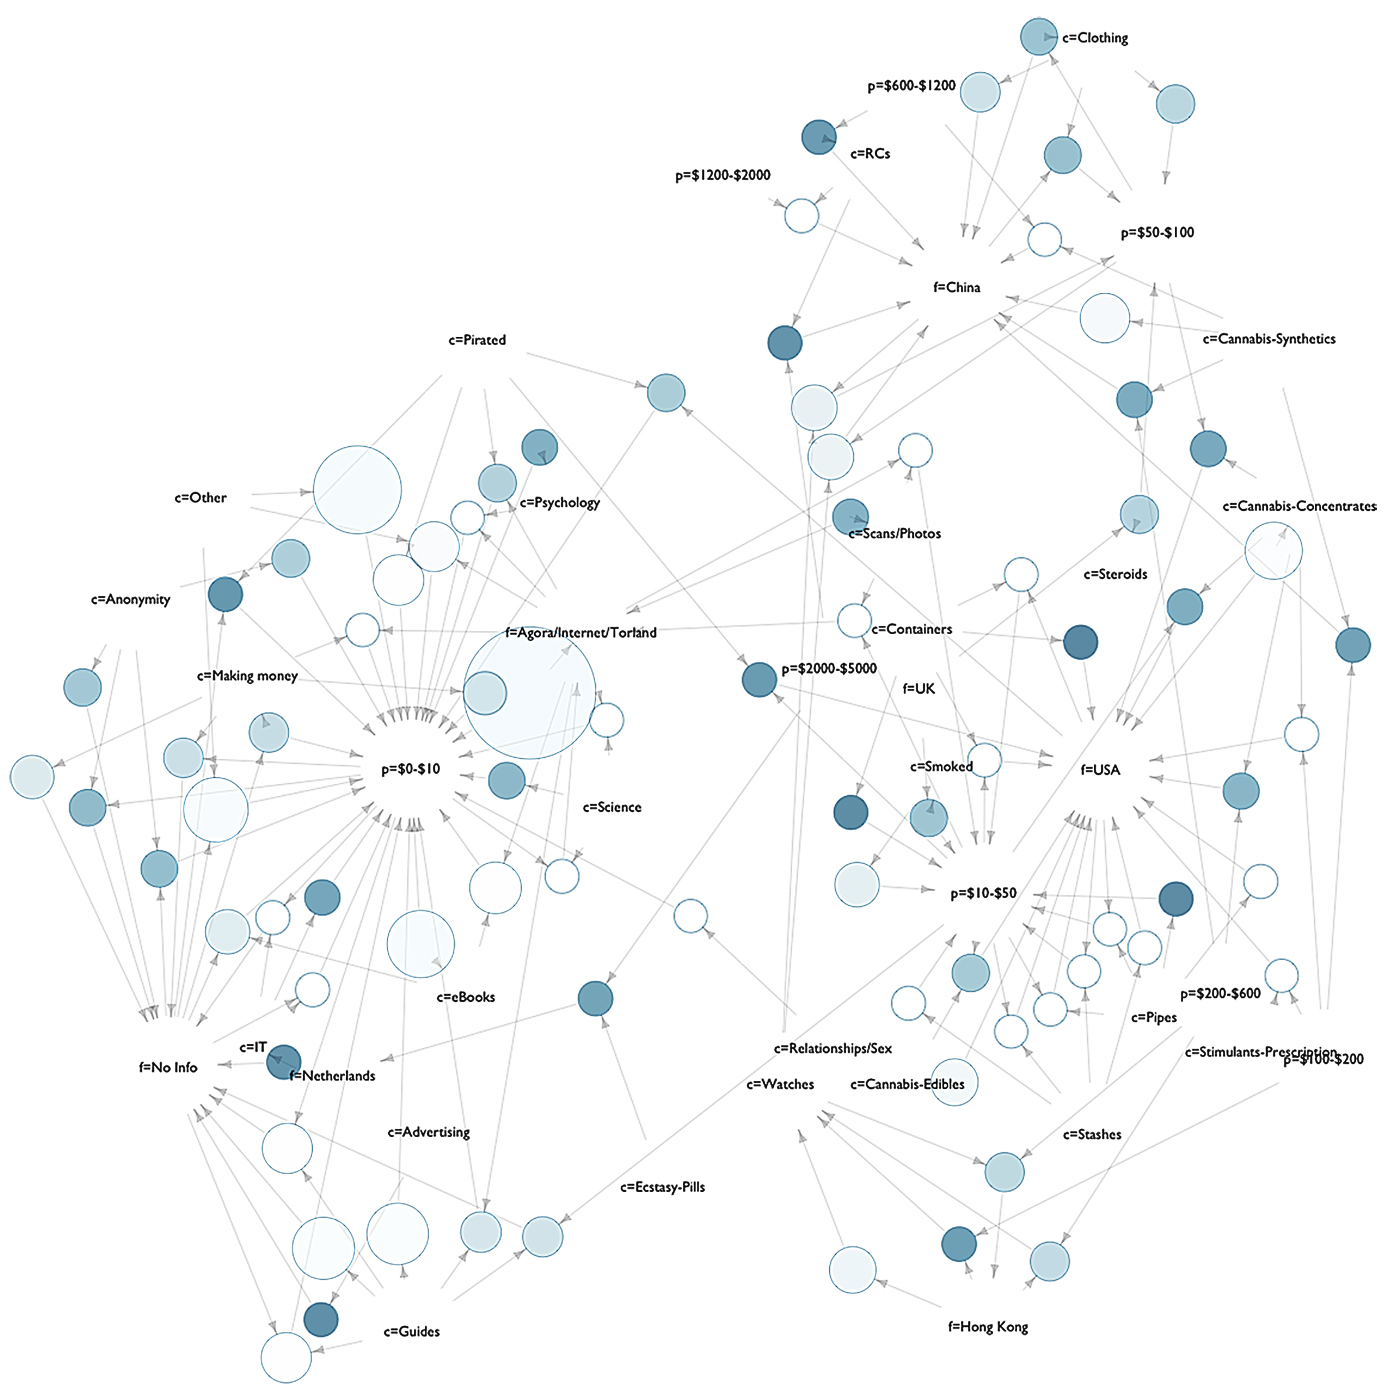 c=Clothing
p=$600-$1200
c=RCs
p=$1200-$2000
p=$50-$100
f=China
c=Pirated
c=Cannabis-Synthetics
c=Other
c=Psychology
c=Cannabis-Concentrates
c=Scans/Photos
c=Steroids
c=Anonymity
f=Agora/Internet/Torland
c=Containers
c=Making money
p=$2000-$5000
f=UK
p=$0-$10
c=Smoked
f=USA
c=Science
p=$10-$50
c=eBooks
p=$200-$600
c=Pipes
c=IT
c=Relationships/Sex
c=Stimulants-Prescription
p=$100-$200
f=No Info
f=Netherlands
c=Watches
c=Cannabis-Edibles
c=Advertising
c=Stashes
c=Ecstasy-Pills
f=Hong Kong
c=Guides